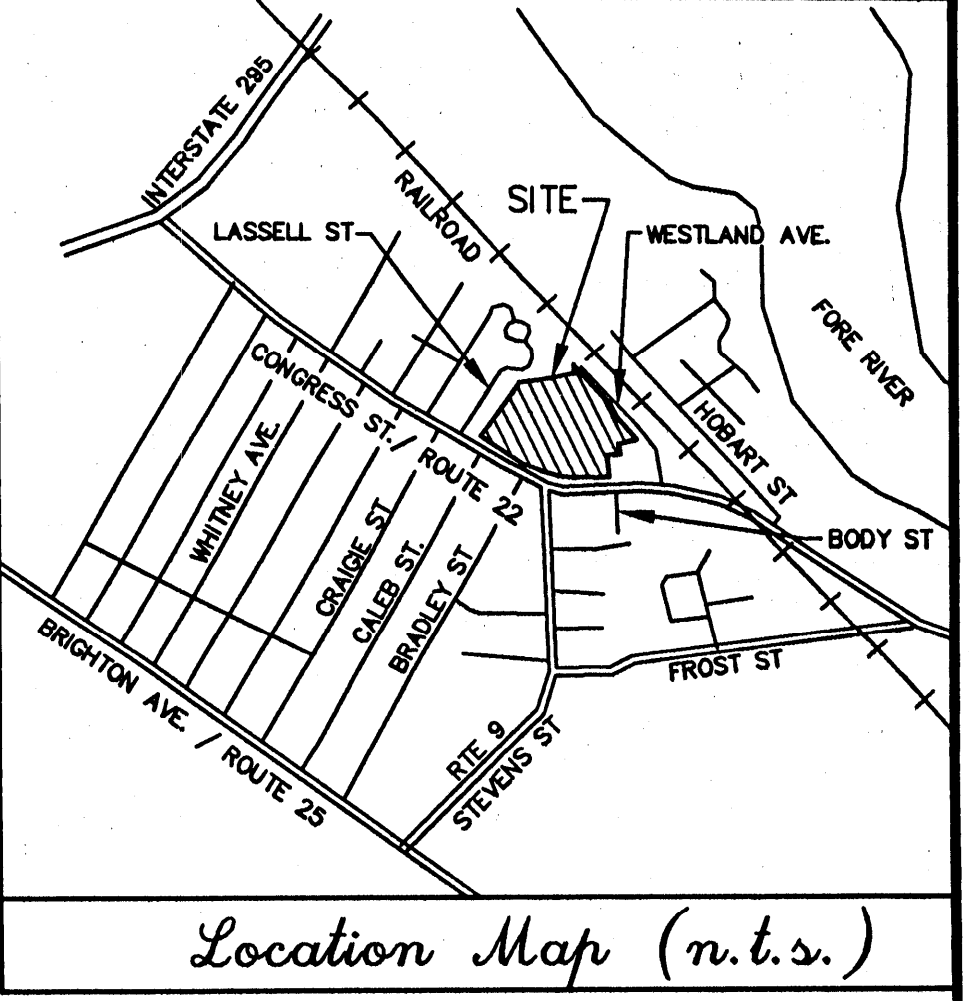 INTERSTATE 295
RAILROAD
SITE
LASSELL ST
WESTLAND AVE.
FORE RIVER
CONGRESS ST. / ROUTE 22
HOBART ST
WHITNEY AVE.
CRAIGIE ST
CALEB ST.
BRADLEY ST
BODY ST
FROST ST
BRIGHTON AVE. / ROUTE 25
RTE 9
STEVENS ST
Location Map (n.t.s.)